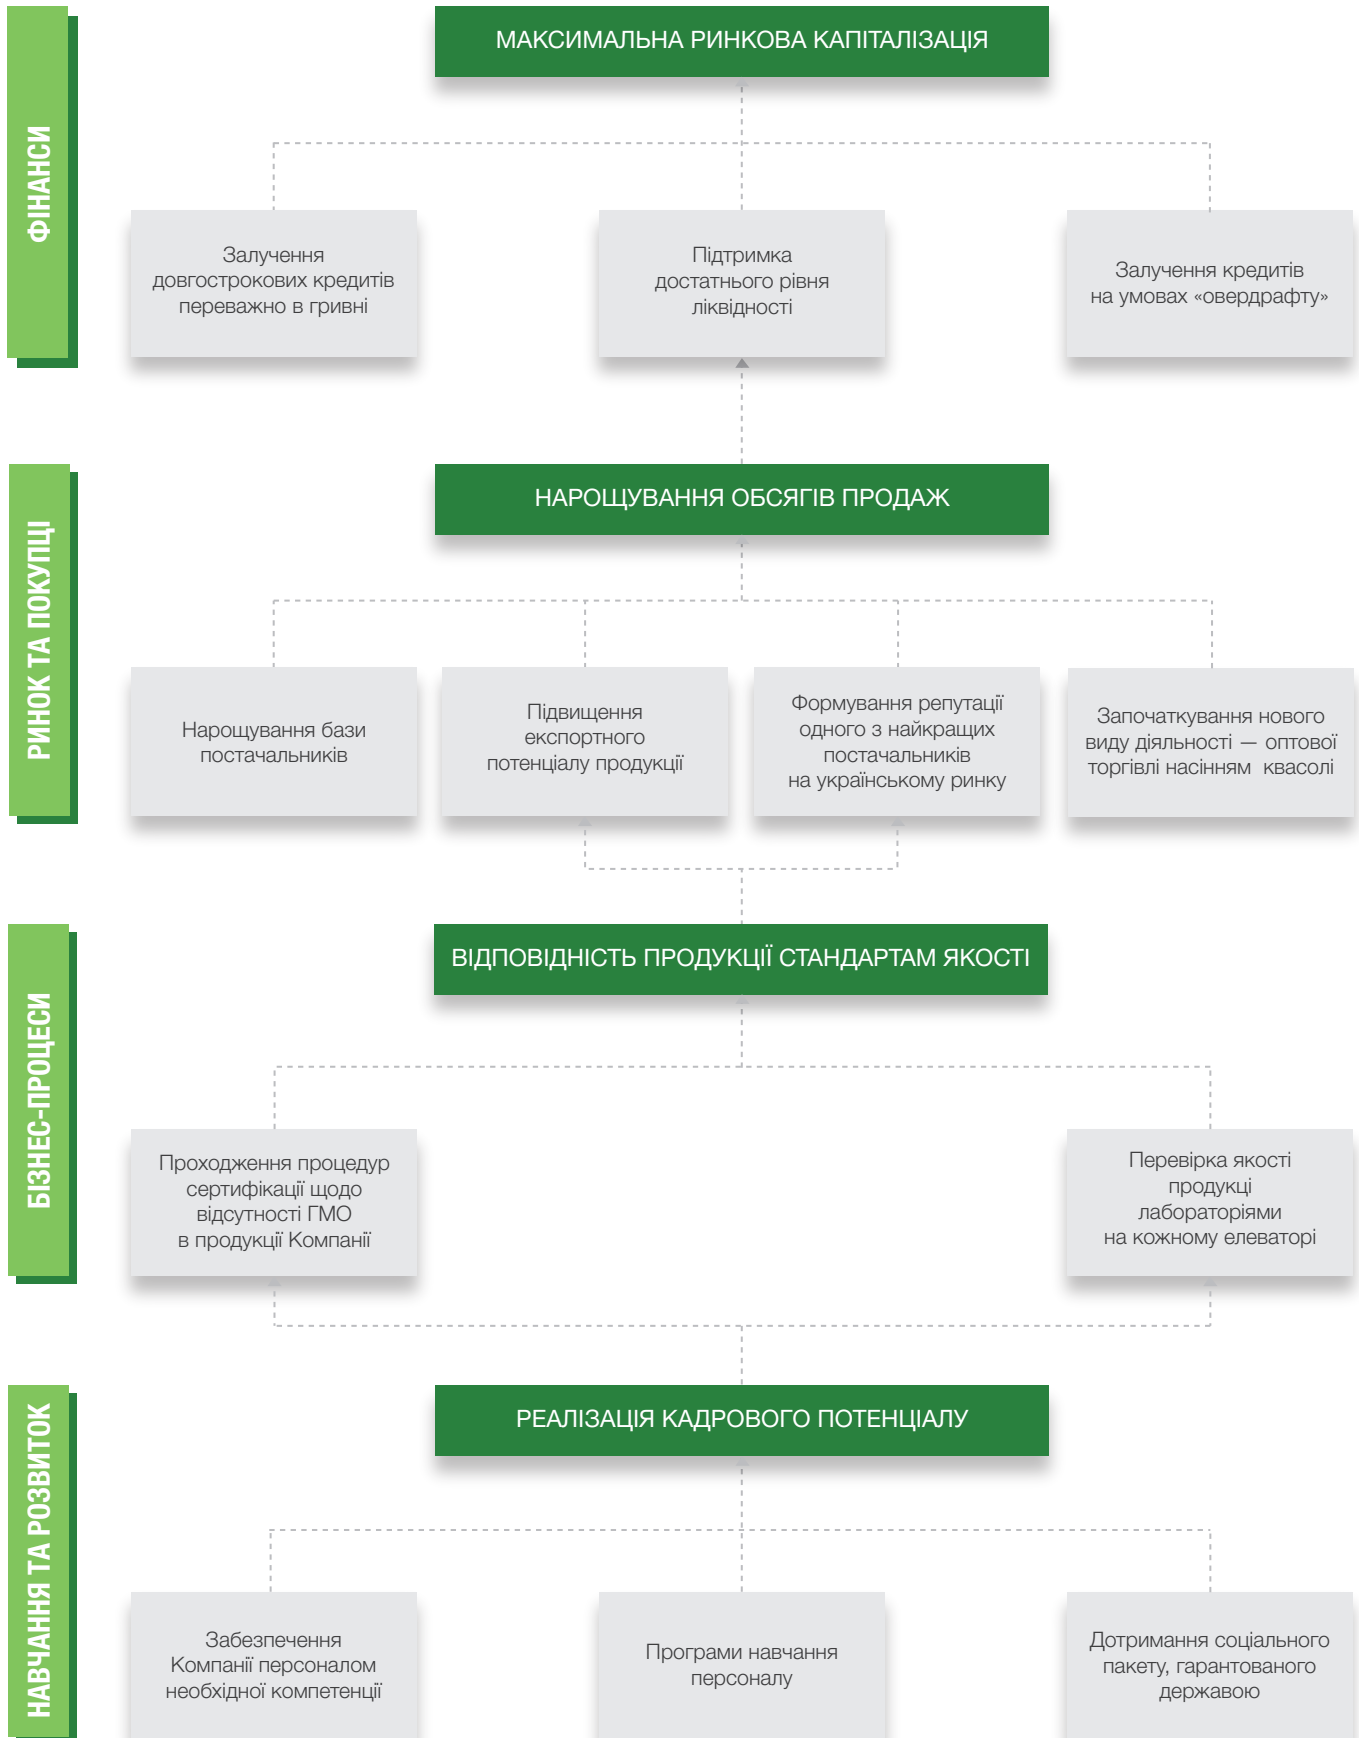 ФІНАНСИ
МАКСИМАЛЬНА РИНКОВА КАПІТАЛІЗАЦІЯ
Залучення
довгострокових кредитів
переважно в гривні
Підтримка
достатнього рівня
ліквідності
Залучення кредитів
на умовах «овердрафту»
РИНОК ТА ПОКУПЦІ
НАРОЩУВАННЯ ОБСЯГІВ ПРОДАЖ
Нарощування бази
постачальників
Підвищення
експортного
потенціалу продукції
Формування репутації
одного з найкращих
постачальників
на українському ринку
Започаткування нового
виду діяльності — оптової
торгівлі насінням квасолі
БІЗНЕС-ПРОЦЕСИ
ВІДПОВІДНІСТЬ ПРОДУКЦІЇ СТАНДАРТАМ ЯКОСТІ
Проходження процедур
сертифікації щодо
відсутності ГМО
в продукції Компанії
Перевірка якості
продукці
лабораторіями
на кожному елеваторі
НАВЧАННЯ ТА РОЗВИТОК
РЕАЛІЗАЦІЯ КАДРОВОГО ПОТЕНЦІАЛУ
Забезпечення
Компанії персоналом
необхідної компетенції
Програми навчання
персоналу
Дотримання соціального
пакету, гарантованого
державою